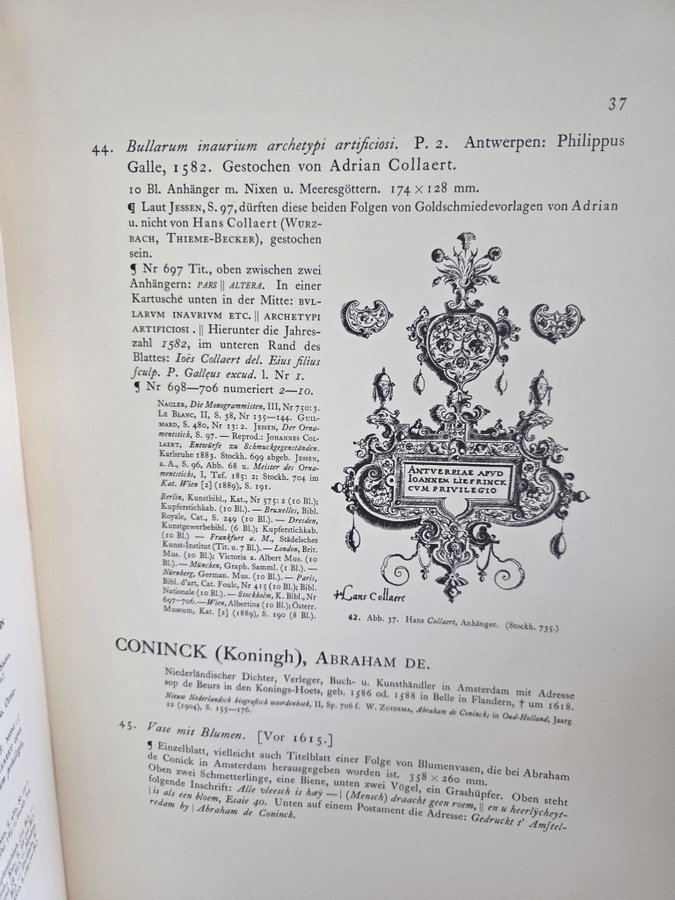 37
44. Bullarum inaurium archetypi artificiosi. P. 2. Antwerpen: Philippus
Galle, 1582. Gestochen von Adrian Collaert.
10 Bl. Anhänger m. Nixen u. Meeresgöttern. 174 × 128 mm.
¶ Laut Jessen, S. 97, dürften diese beiden Folgen von Goldschmiedevorlagen von Adrian
u. nicht von Hans Collaert (Wurz-
bach, Thieme-Becker), gestochen
sein.
¶ Nr 697 Tit., oben zwischen zwei
Anhängern: PARS || ALTERA. In einer
Kartusche unten in der Mitte: BVL-
LARVM INAVRIVM ETC. || ARCHETYPI
ARTIFICIOSI. || Hierunter die Jahres-
zahl 1582, im unteren Rand des
Blattes: Ioēs Collaert del. Eius filius
ſculp. P. Gallęus excud. l. Nr 1.
¶ Nr 698—706 numeriert 2—10.
Nagler, Die Monogrammisten, III, Nr 750: 3.
Le Blanc, II, S. 38, Nr 135—144. Guil-
mard, S. 480, Nr 13: 2. Jessen, Der Orna-
mentstich, S. 97. — Reprod.: Johannes Col-
laert, Entwürfe zu Schmuckgegenständen.
Karlsruhe 1883. Stockh. 699 abgeb. Jessen,
a. A., S. 96, Abb. 68 u. Meister des Orna-
mentstichs, I, Taf. 185: 2; Stockh. 704 im
Kat. Wien [2] (1889), S. 191.
Berlin, Kunstbibl., Kat., Nr 575: 2 (10 Bl.);
Kupferstichkab. (10 Bl.). — Bruxelles, Bibl.
Royale, Cat., S. 249 (10 Bl.). — Dresden,
Kunstgewerbebibl. (6 Bl.); Kupferstichkab.
(10 Bl.) — Frankfurt a. M., Städelsches
Kunst-Institut (Tit. u. 7 Bl.). — London, Brit.
Mus. (10 Bl.); Victoria a. Albert Mus. (10
Bl.). — München, Graph. Samml. (1 Bl.). —
Nürnberg, German. Mus. (10 Bl.). — Paris,
Bibl. d'art, Cat. Foulc, Nr 415 (10 Bl.); Bibl.
Nationale (10 Bl.). — Stockholm, K. Bibl., Nr
697—706. — Wien, Albertina (10 Bl.); Österr.
Museum, Kat. [2] (1889), S. 190 (8 Bl.).
ANTVERPIAE APVD
IOANNEM LIEFRINCK
CVM PRIVILEGIO
Hans Collaert
42. Abb. 37. Hans Collaert, Anhänger. (Stockh. 735.)
CONINCK (Koningh), Abraham de.
Niederländischer Dichter, Verleger, Buch- u. Kunsthändler in Amsterdam mit Adresse
»op de Beurs in den Konings-Hoet», geb. 1586 od. 1588 in Belle in Flandern, † um 1618.
Nieuw Nederlandsch biografisch woordenboek, II, Sp. 706 f. W. Zuidema, Abraham de Coninck; in Oud-Holland, Jaarg
22 (1904), S. 155—176.
45. Vase mit Blumen. [Vor 1615.]
¶ Einzelblatt, vielleicht auch Titelblatt einer Folge von Blumenvasen, die bei Abraham
de Conick in Amsterdam herausgegeben worden ist. 358 × 260 mm.
Oben zwei Schmetterlinge, eine Biene, unten zwei Vögel, ein Grashüpfer. Oben steht
folgende Inschrift: Alle vleesch is hæÿ — | (Mensch) draacht geen roem, || en u heerlÿcheyt-
| is als een bloem, Esaie 40. Unten auf einem Postament die Adresse: Gedruckt t' Amſtel-
redam by | Abraham de Coninck.